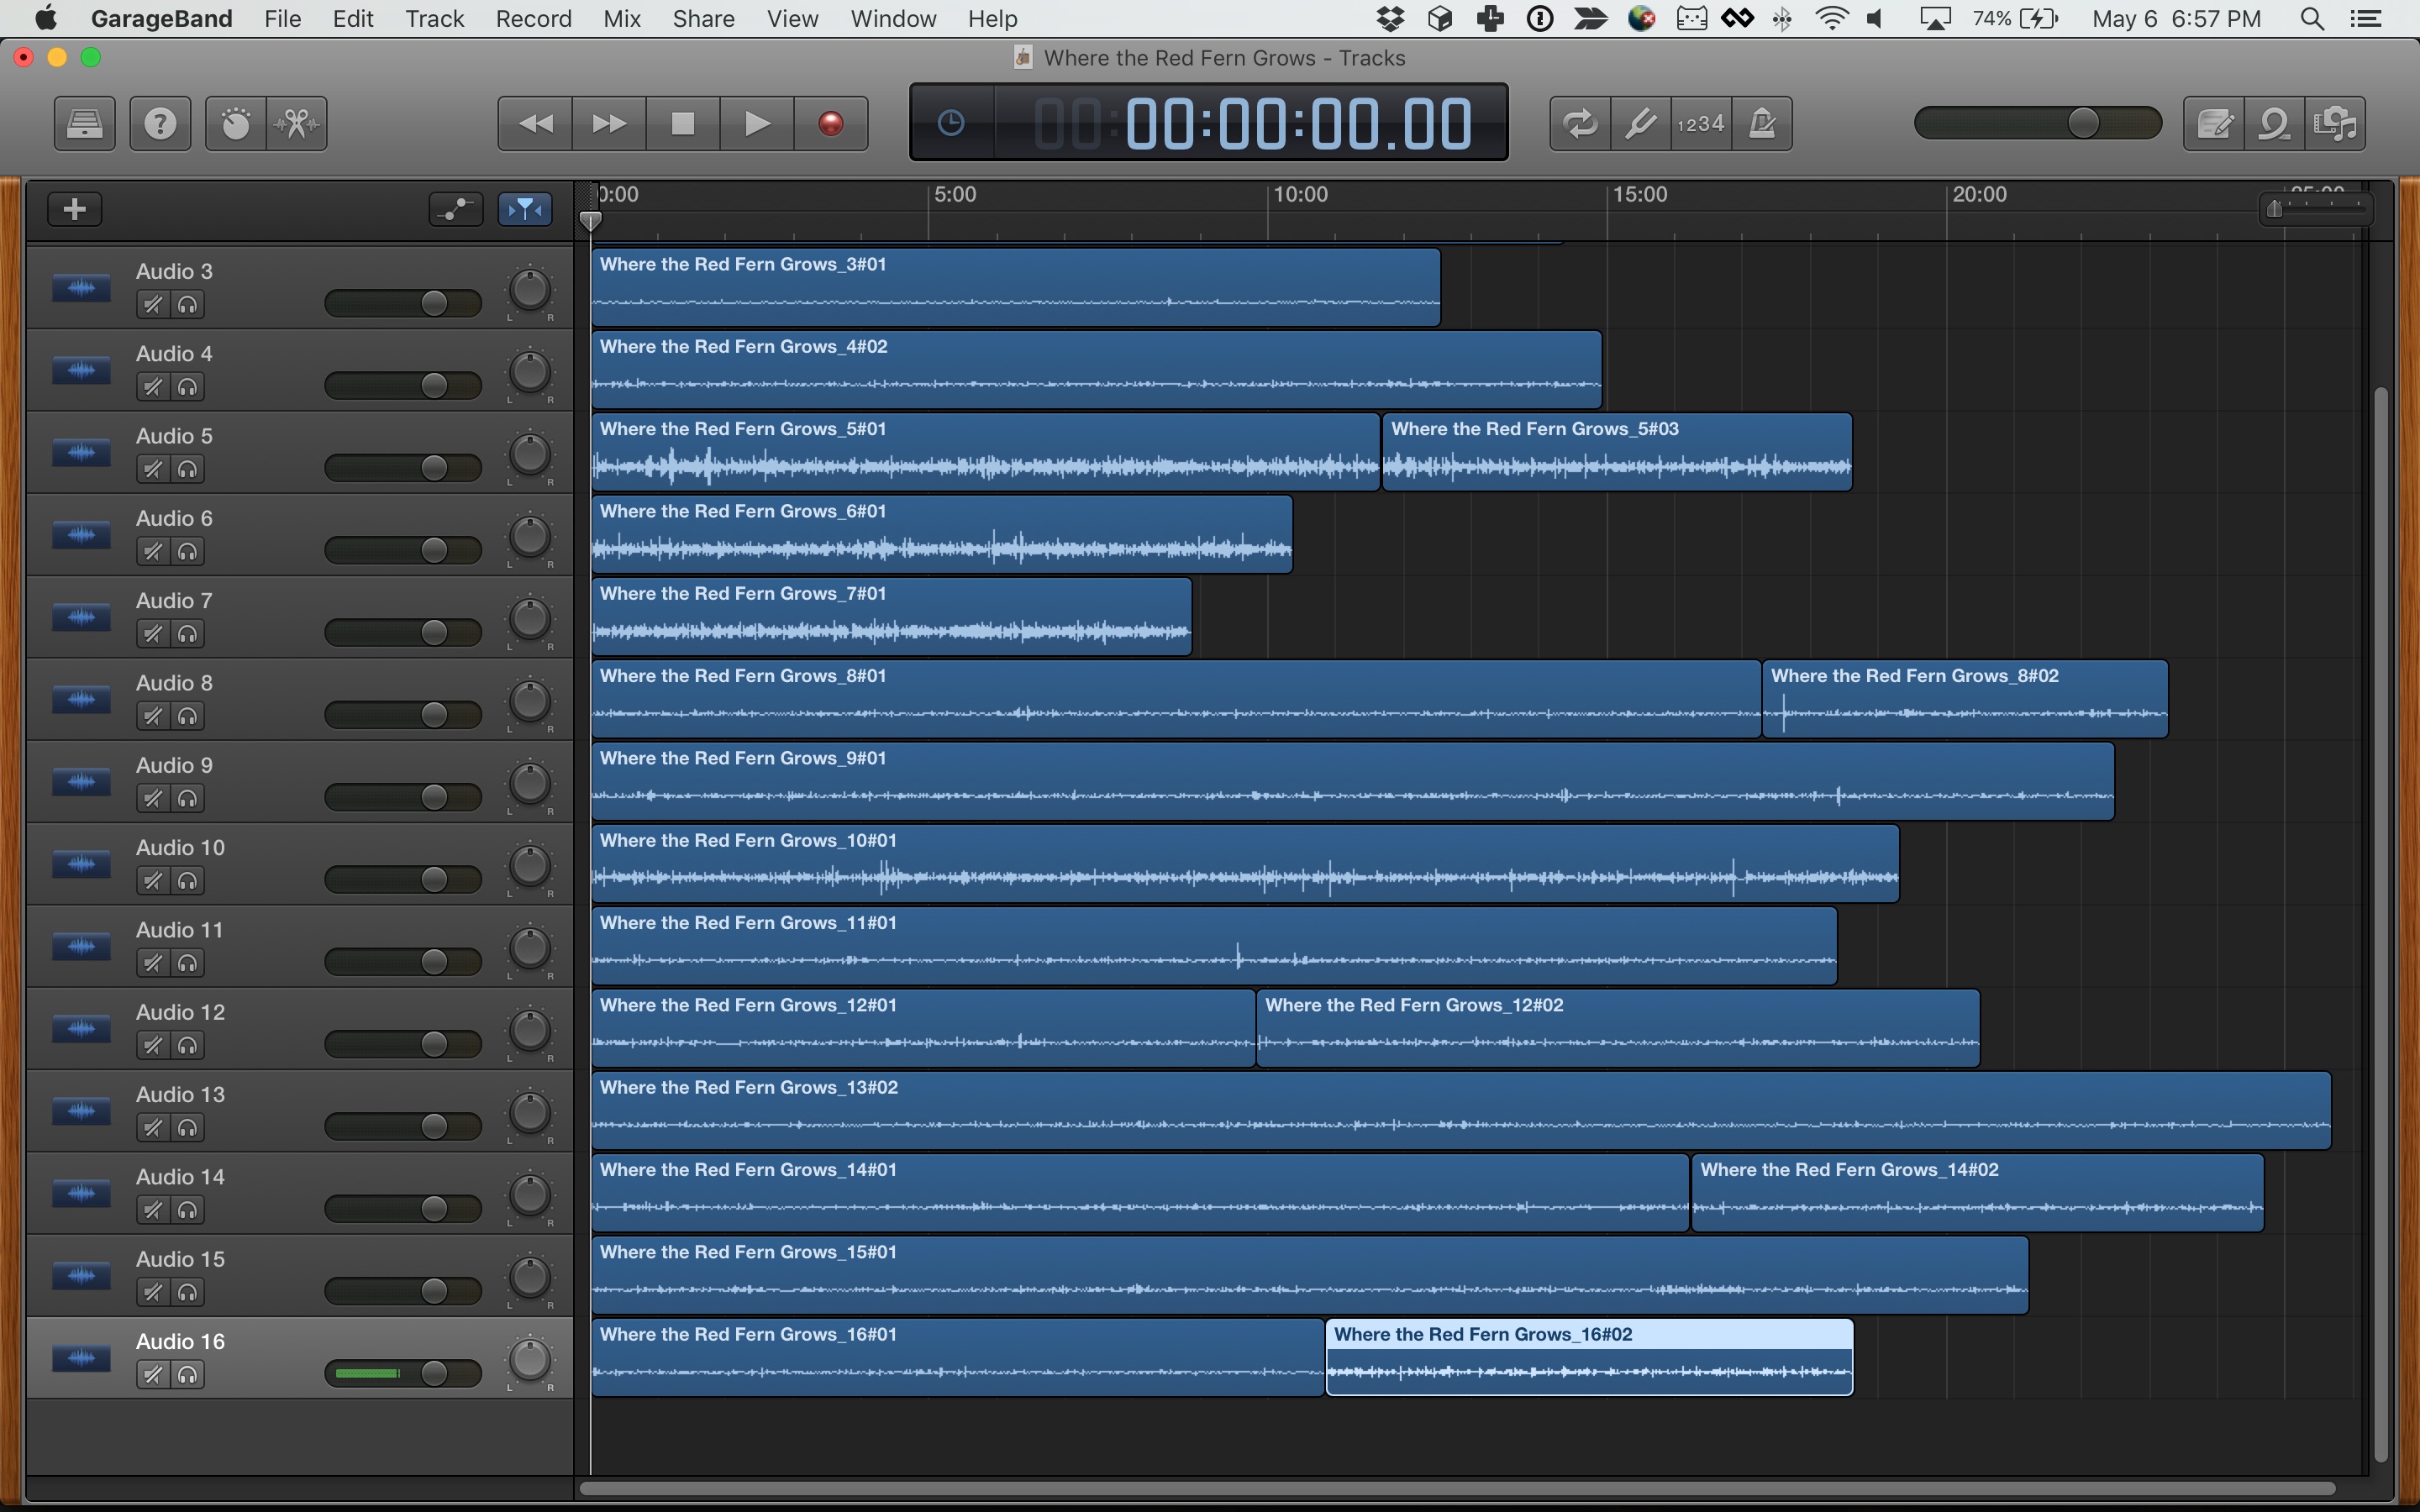 GarageBand File Edit Track Record Mix Share View Window Help 74% May 6 6:57 PM
Where the Red Fern Grows - Tracks
00:00:00:00.00 1234
0:00 5:00 10:00 15:00 20:00 25:00
Audio 3 Where the Red Fern Grows_3#01
L R
Audio 4 Where the Red Fern Grows_4#02
L R
Audio 5 Where the Red Fern Grows_5#01 Where the Red Fern Grows_5#03
L R
Audio 6 Where the Red Fern Grows_6#01
L R
Audio 7 Where the Red Fern Grows_7#01
L R
Audio 8 Where the Red Fern Grows_8#01 Where the Red Fern Grows_8#02
L R
Audio 9 Where the Red Fern Grows_9#01
L R
Audio 10 Where the Red Fern Grows_10#01
L R
Audio 11 Where the Red Fern Grows_11#01
L R
Audio 12 Where the Red Fern Grows_12#01 Where the Red Fern Grows_12#02
L R
Audio 13 Where the Red Fern Grows_13#02
L R
Audio 14 Where the Red Fern Grows_14#01 Where the Red Fern Grows_14#02
L R
Audio 15 Where the Red Fern Grows_15#01
L R
Audio 16 Where the Red Fern Grows_16#01 Where the Red Fern Grows_16#02
L R